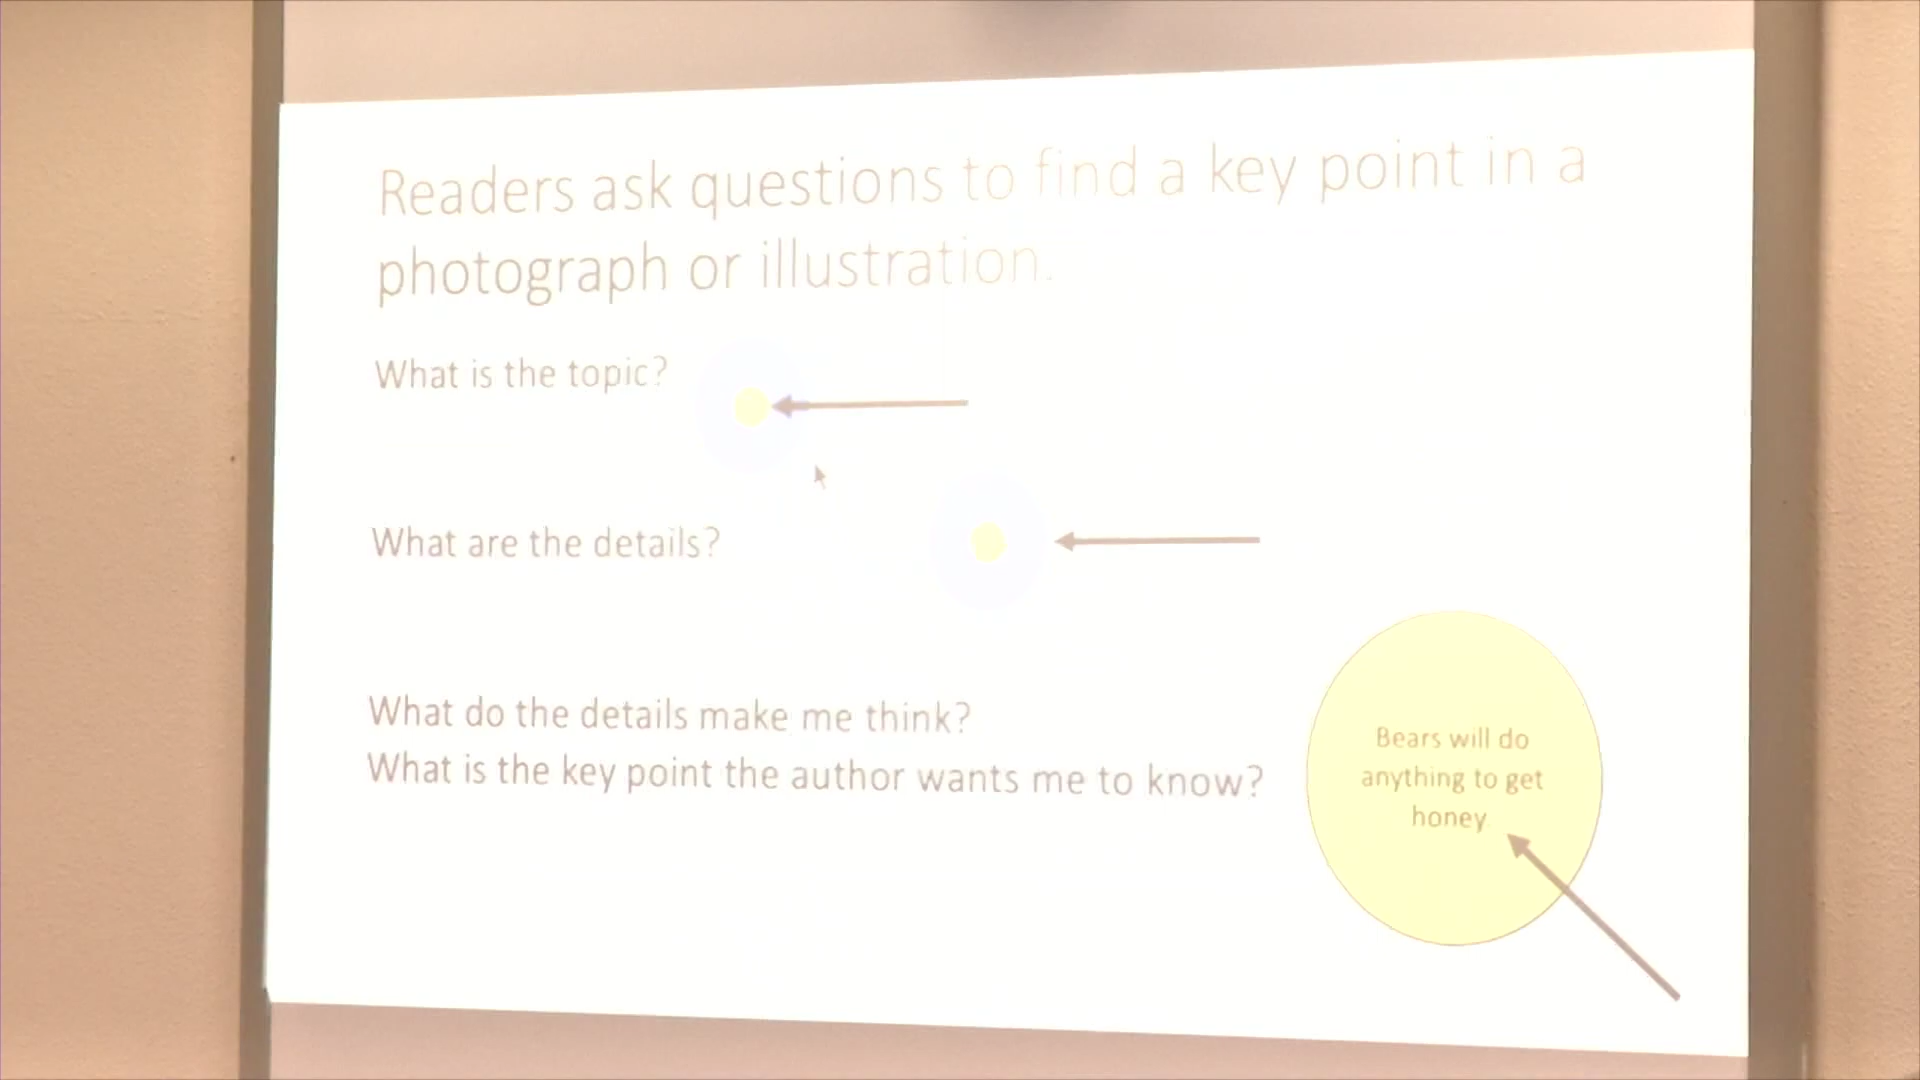 Readers ask questions to find a key point in a
photograph or illustration.
What is the topic?
What are the details?
What do the details make me think?
What is the key point the author wants me to know?
Bears will do
anything to get
honey